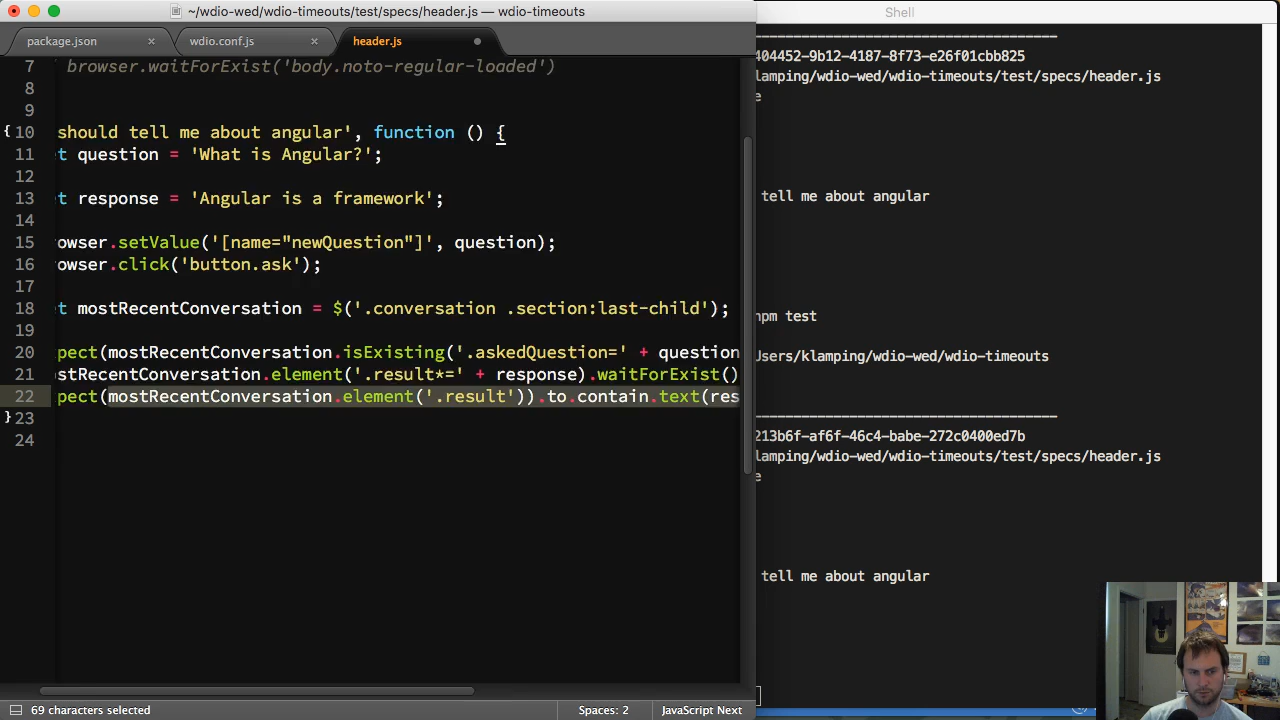 ~/wdio-wed/wdio-timeouts/test/specs/header.js — wdio-timeouts
package.json × wdio.conf.js × header.js
7 browser.waitForExist('body.noto-regular-loaded')
8
9
{ 10 should tell me about angular', function () {
11 t question = 'What is Angular?';
12
13 t response = 'Angular is a framework';
14
15 owser.setValue('[name="newQuestion"]', question);
16 owser.click('button.ask');
17
18 t mostRecentConversation = $('.conversation .section:last-child');
19
20 pect(mostRecentConversation.isExisting('.askedQuestion=' + question
21 stRecentConversation.element('.result*=' + response).waitForExist()
22 pect(mostRecentConversation.element('.result')).to.contain.text(res
} 23
24
69 characters selected
Spaces: 2
JavaScript Next
Shell
------------------------------------------------------------
404452-9b12-4187-8f73-e26f01cbb825
lamping/wdio-wed/wdio-timeouts/test/specs/header.js
e
tell me about angular
npm test
Users/klamping/wdio-wed/wdio-timeouts
------------------------------------------------------------
213b6f-af6f-46c4-babe-272c0400ed7b
lamping/wdio-wed/wdio-timeouts/test/specs/header.js
e
tell me about angular